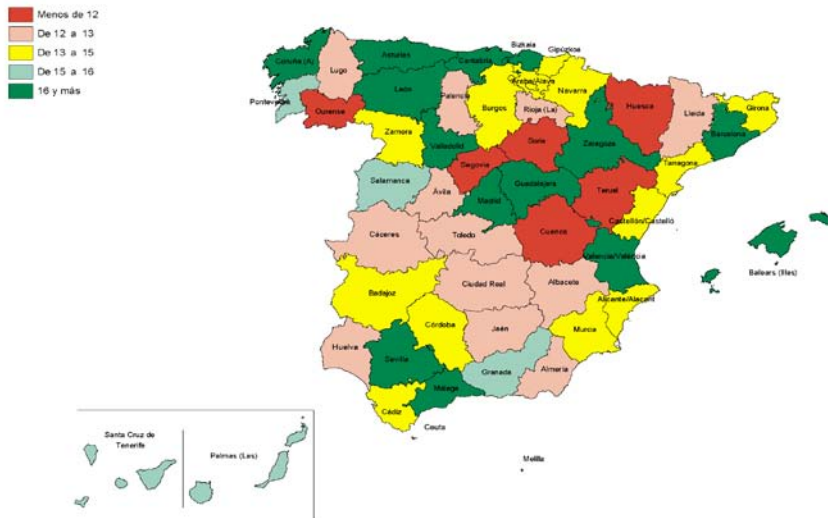 Menos de 12
De 12 a 13
De 13 a 15
De 15 a 16
16 y más
Coruña (A)
Lugo
Asturias
Cantabria
Bizkaia
Gipúzkoa
Araba/Álava
Navarra
Pontevedra
Ourense
León
Palencia
Burgos
Rioja (La)
Huesca
Lleida
Girona
Barcelona
Zamora
Valladolid
Soria
Zaragoza
Tarragona
Segovia
Salamanca
Ávila
Madrid
Guadalajara
Teruel
Castellón/Castelló
Cáceres
Toledo
Cuenca
Valencia/València
Balears (Illes)
Badajoz
Ciudad Real
Albacete
Alicante/Alacant
Córdoba
Jaén
Murcia
Huelva
Sevilla
Granada
Almería
Málaga
Cádiz
Ceuta
Melilla
Santa Cruz de
Tenerife
Palmas (Las)